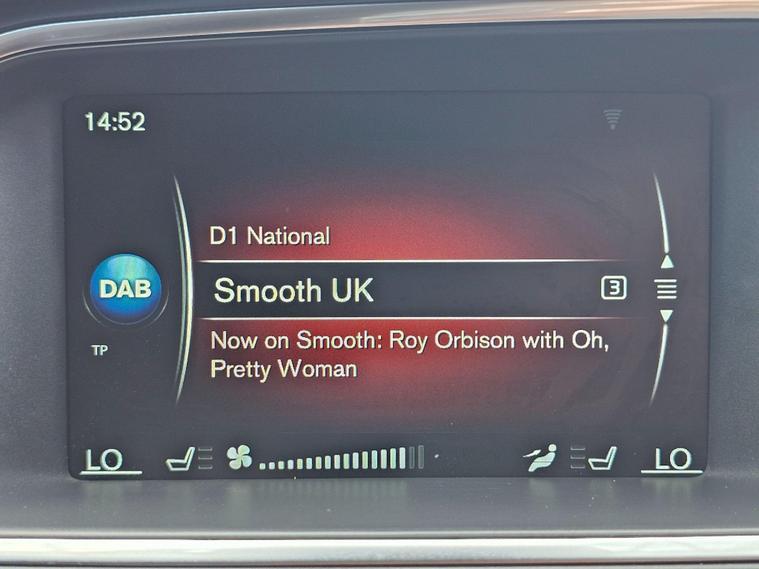 14:52
D1 National
DAB
Smooth UK
3
Now on Smooth: Roy Orbison with Oh,
Pretty Woman
TP
LO
LO